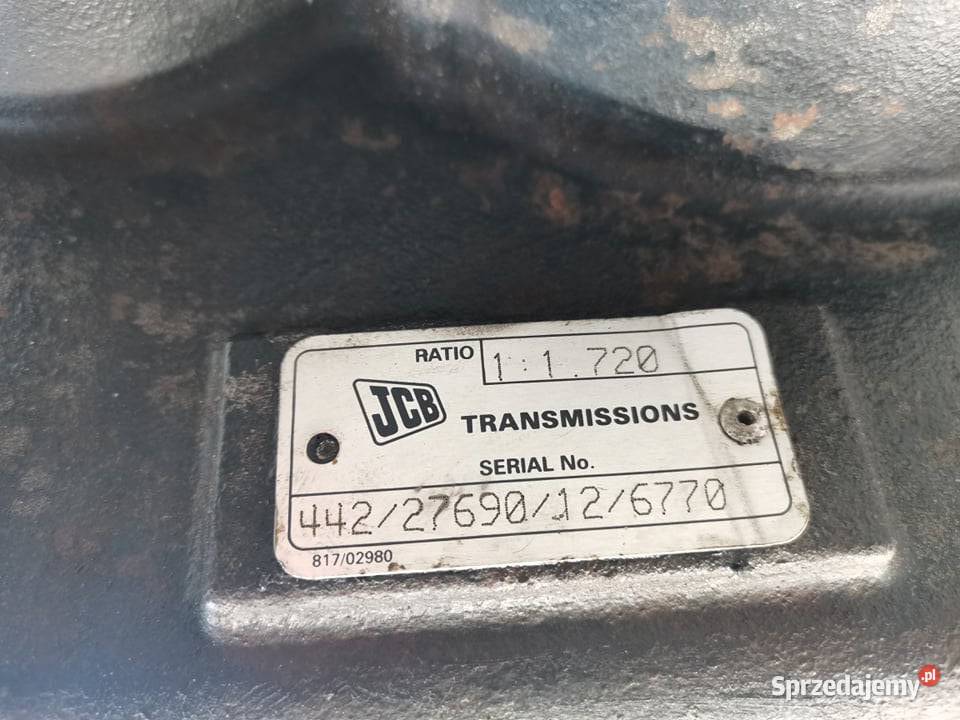 RATIO 1:1.720
JCB TRANSMISSIONS
SERIAL No.
442/27690/12/6770
817/02980
Sprzedajemy.pl